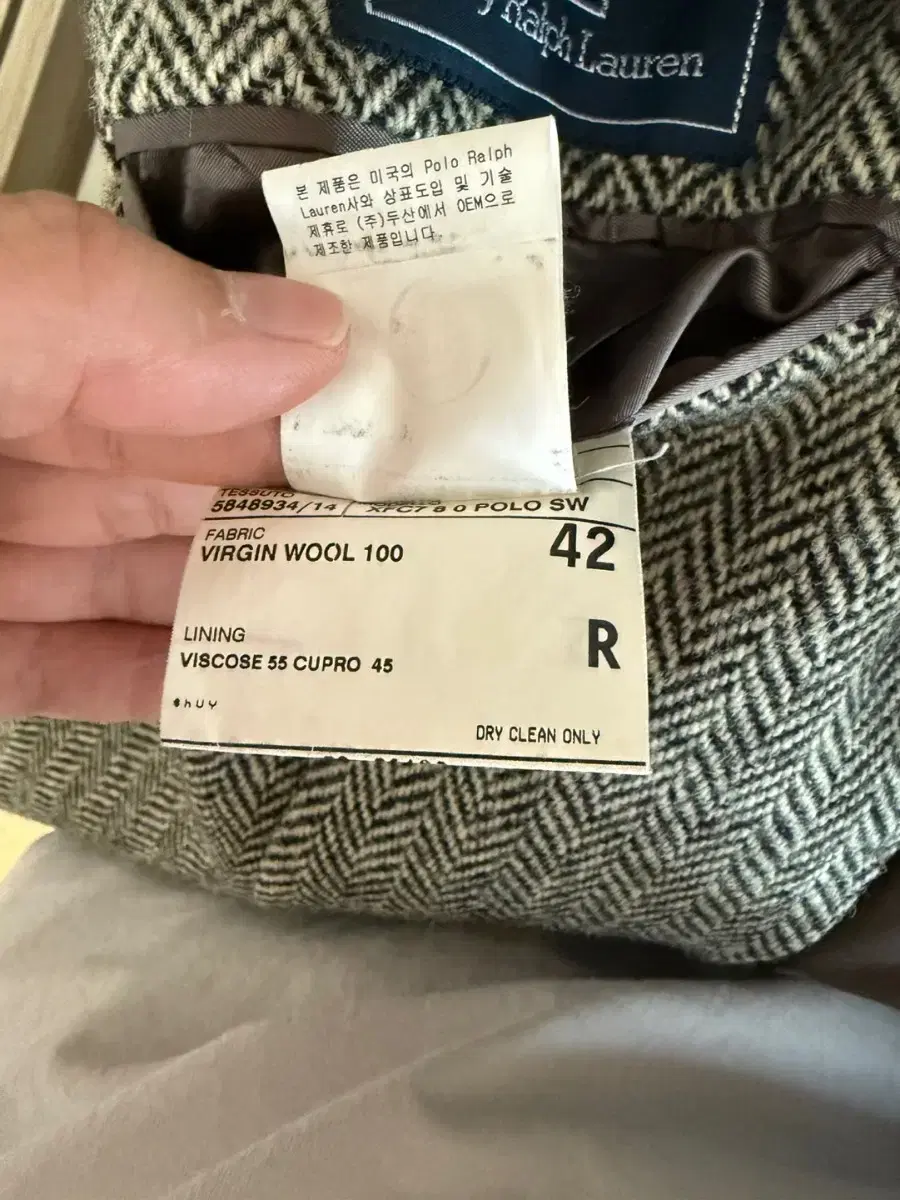 Ralph Lauren
본 제품은 미국의 Polo Ralph
Lauren사와 상표도입 및 기술
제휴로 (주)두산에서 OEM으로
제조한 제품입니다.
TESSUTO
5848934/14 XFC7 8 0 POLO SW
FABRIC
VIRGIN WOOL 100 42
LINING R
VISCOSE 55 CUPRO 45
DRY CLEAN ONLY